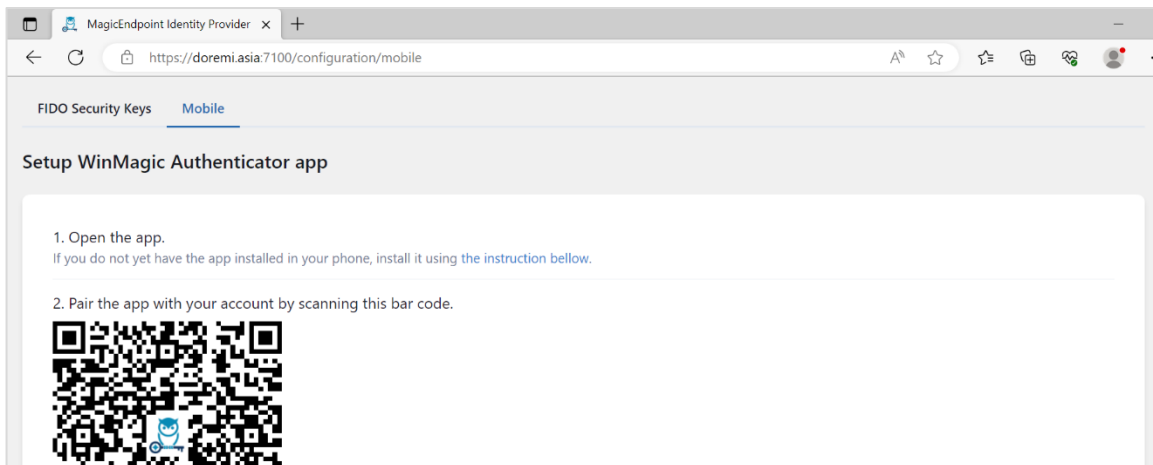 MagicEndpoint Identity Provider
https://doremi.asia:7100/configuration/mobile
FIDO Security Keys Mobile
Setup WinMagic Authenticator app
1. Open the app.
If you do not yet have the app installed in your phone, install it using the instruction bellow.
2. Pair the app with your account by scanning this bar code.